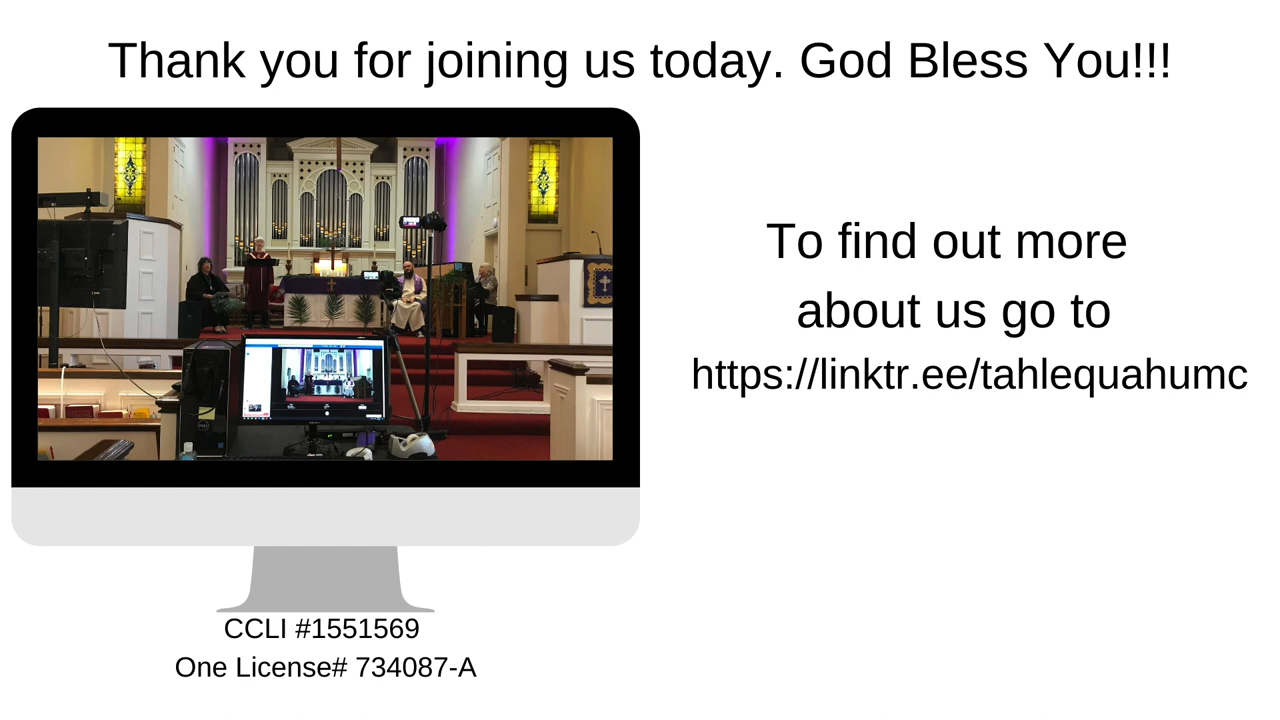 Thank you for joining us today. God Bless You!!!
To find out more
about us go to
https://linktr.ee/tahlequahumc
CCLI #1551569
One License# 734087-A